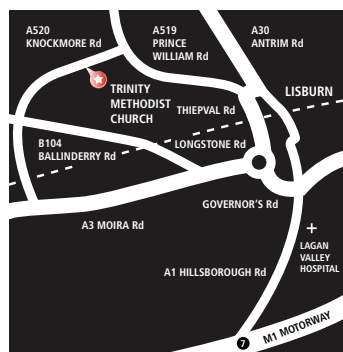 A520
KNOCKMORE Rd
A519
PRINCE
WILLIAM Rd
A30
ANTRIM Rd
TRINITY
METHODIST
CHURCH
THIEPVAL Rd
LISBURN
B104
BALLINDERRY Rd
LONGSTONE Rd
GOVERNOR'S Rd
A3 MOIRA Rd
LAGAN
VALLEY
HOSPITAL
A1 HILLSBOROUGH Rd
7
M1 MOTORWAY